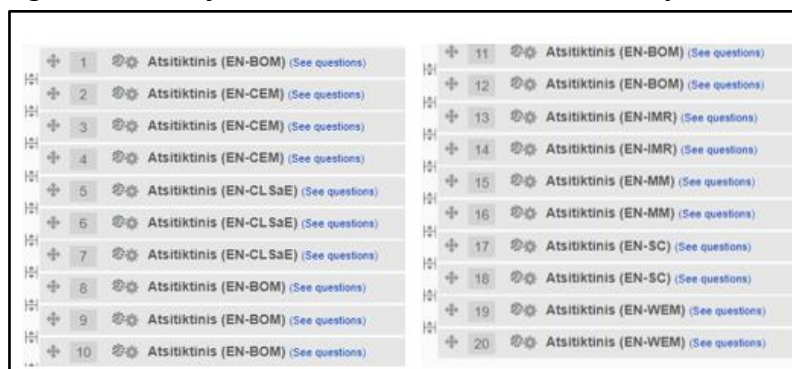 1 Atsitiktinis (EN-BOM) (See questions)
2 Atsitiktinis (EN-CEM) (See questions)
3 Atsitiktinis (EN-CEM) (See questions)
4 Atsitiktinis (EN-CEM) (See questions)
5 Atsitiktinis (EN-CLSaE) (See questions)
6 Atsitiktinis (EN-CLSaE) (See questions)
7 Atsitiktinis (EN-CLSaE) (See questions)
8 Atsitiktinis (EN-BOM) (See questions)
9 Atsitiktinis (EN-BOM) (See questions)
10 Atsitiktinis (EN-BOM) (See questions)
11 Atsitiktinis (EN-BOM) (See questions)
12 Atsitiktinis (EN-BOM) (See questions)
13 Atsitiktinis (EN-IMR) (See questions)
14 Atsitiktinis (EN-IMR) (See questions)
15 Atsitiktinis (EN-MM) (See questions)
16 Atsitiktinis (EN-MM) (See questions)
17 Atsitiktinis (EN-SC) (See questions)
18 Atsitiktinis (EN-SC) (See questions)
19 Atsitiktinis (EN-WEM) (See questions)
20 Atsitiktinis (EN-WEM) (See questions)